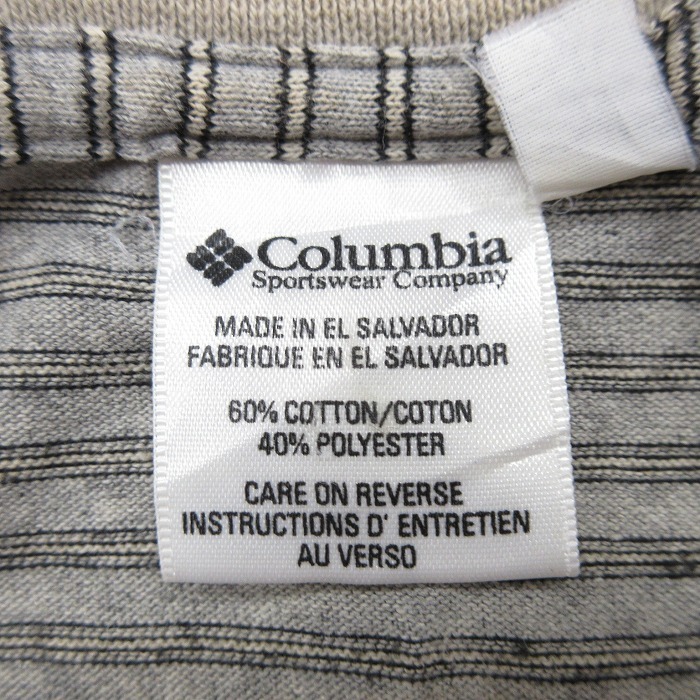 Columbia
Sportswear Company
MADE IN EL SALVADOR
FABRIQUE EN EL SALVADOR
60% COTTON/COTON
40% POLYESTER
CARE ON REVERSE
INSTRUCTIONS D' ENTRETIEN
AU VERSO